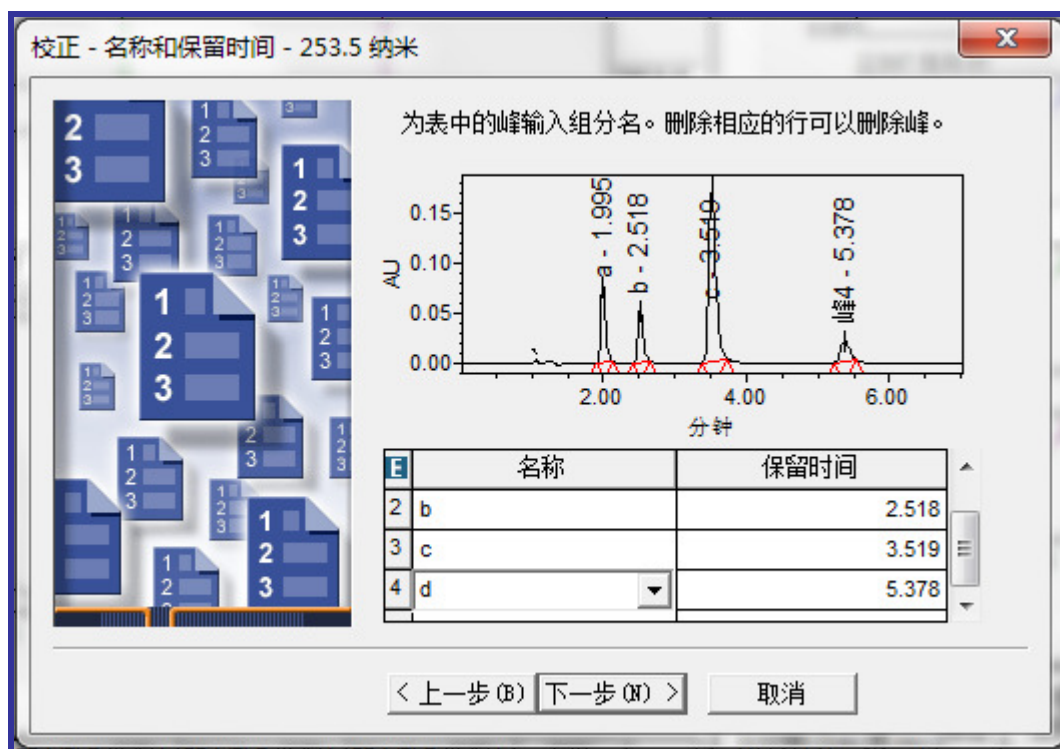 校正 - 名称和保留时间 - 253.5 纳米
为表中的峰输入组分名。删除相应的行可以删除峰。
AU
0.15
0.10
0.05
0.00
a - 1.995
b - 2.518
c - 3.519
峰4 - 5.378
2.00 4.00 6.00
分钟
E 名称 保留时间
2 b 2.518
3 c 3.519
4 d 5.378
< 上一步(B) 下一步(N) > 取消